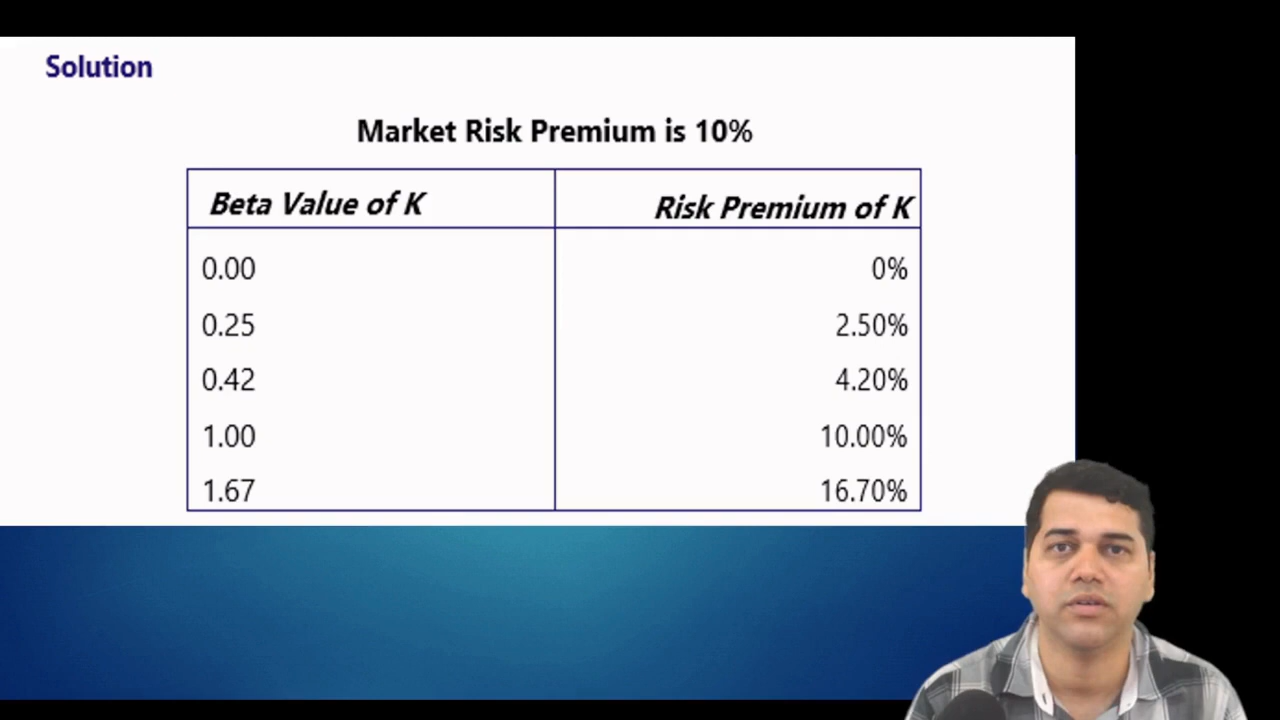 Solution
Market Risk Premium is 10%
Beta Value of K Risk Premium of K
0.00 0%
0.25 2.50%
0.42 4.20%
1.00 10.00%
1.67 16.70%